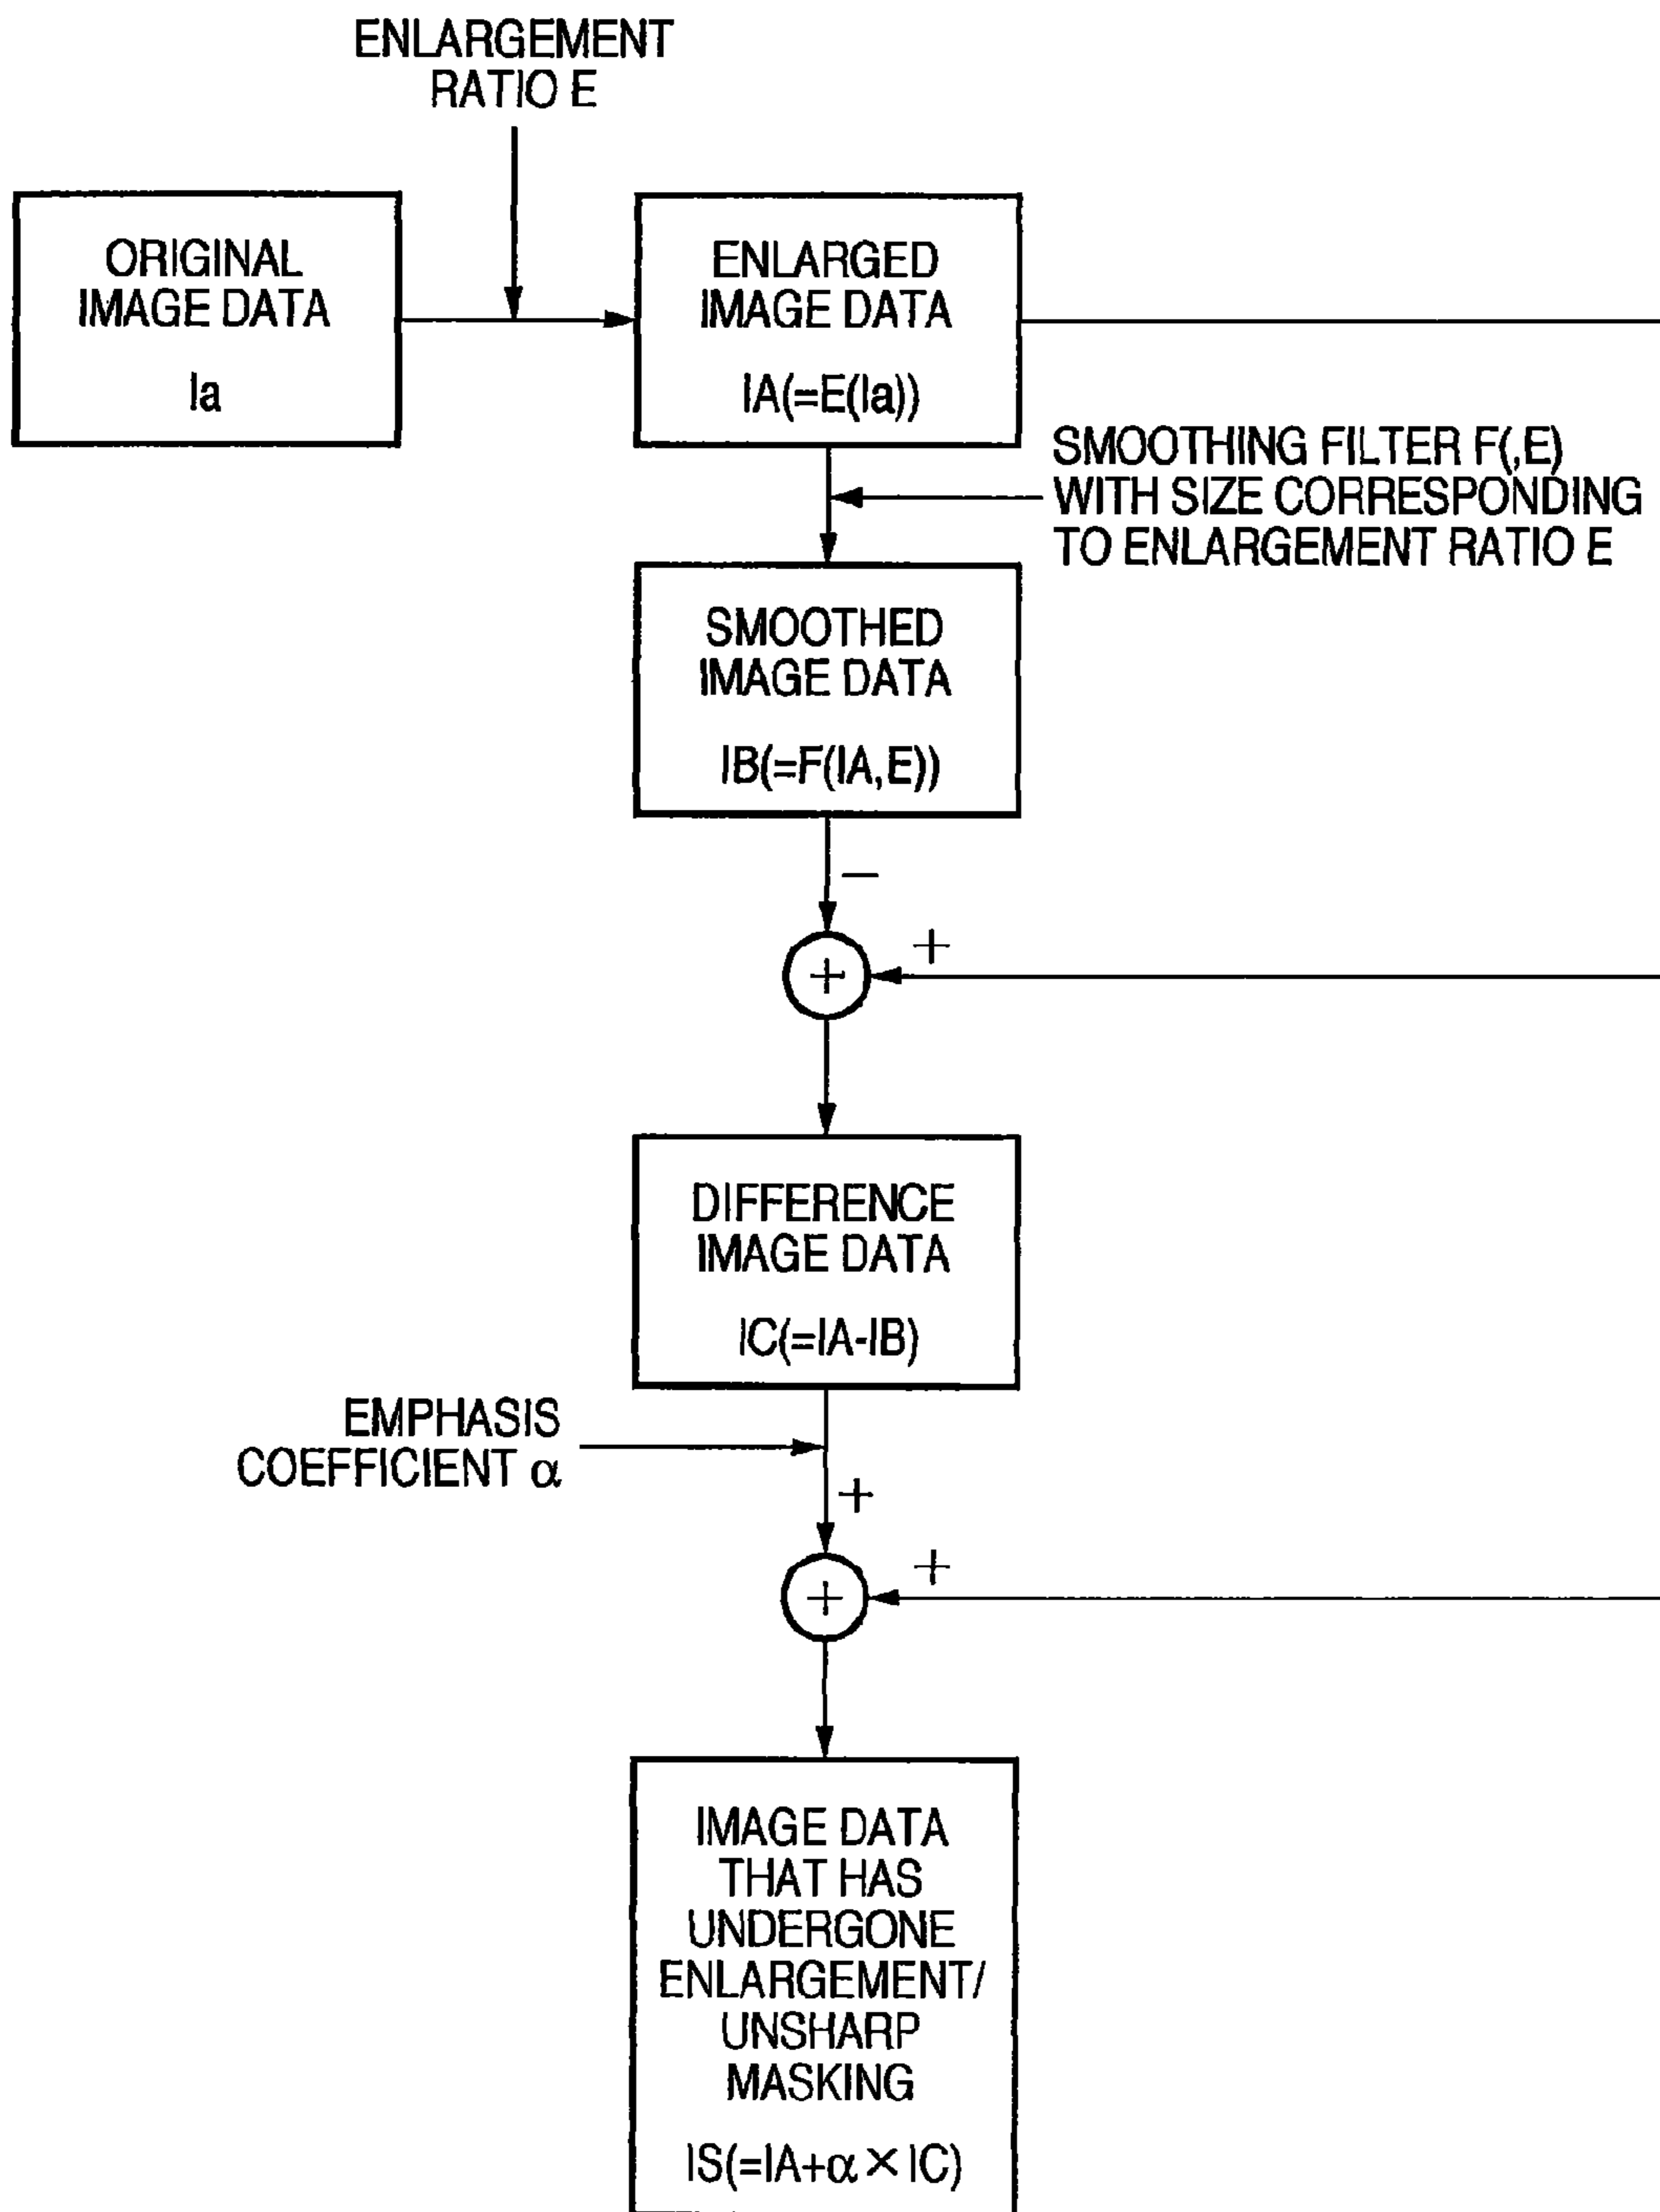 ENLARGEMENT
RATIO E
ORIGINAL
IMAGE DATA
Ia
ENLARGED
IMAGE DATA
IA(=E(Ia))
SMOOTHING FILTER F(,E)
WITH SIZE CORRESPONDING
TO ENLARGEMENT RATIO E
SMOOTHED
IMAGE DATA
IB(=F(IA,E))
−
+
+
DIFFERENCE
IMAGE DATA
IC(=IA-IB)
EMPHASIS
COEFFICIENT α
+
+
+
IMAGE DATA
THAT HAS
UNDERGONE
ENLARGEMENT/
UNSHARP
MASKING
IS(=IA+α×IC)